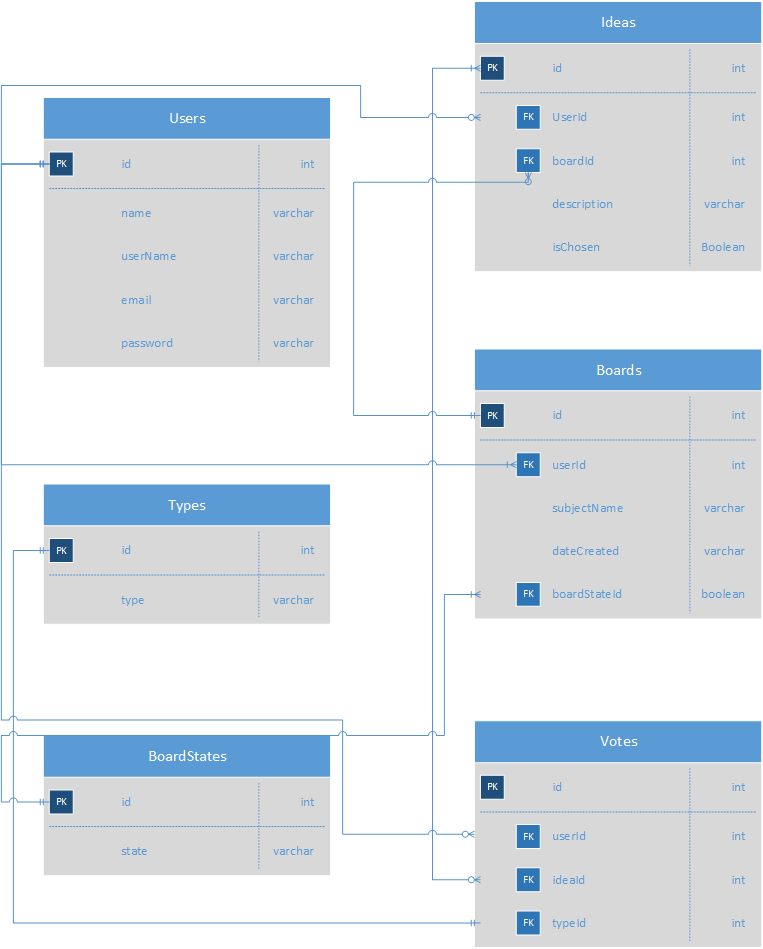 Ideas
PK id int
FK UserId int
FK boardId int
description varchar
isChosen Boolean
Users
PK id int
name varchar
userName varchar
email varchar
password varchar
Boards
PK id int
FK userId int
subjectName varchar
dateCreated varchar
FK boardStateId boolean
Types
PK id int
type varchar
BoardStates
PK id int
state varchar
Votes
PK id int
FK userId int
FK ideaId int
FK typeId int